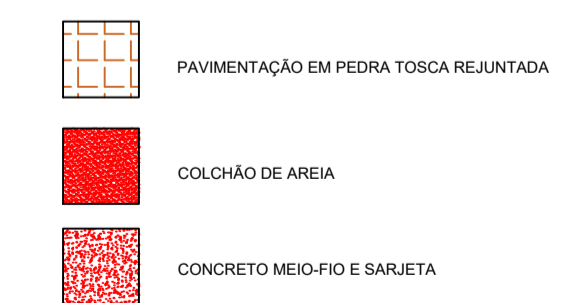 PAVIMENTAÇÃO EM PEDRA TOSCA REJUNTADA
COLCHÃO DE AREIA
CONCRETO MEIO-FIO E SARJETA